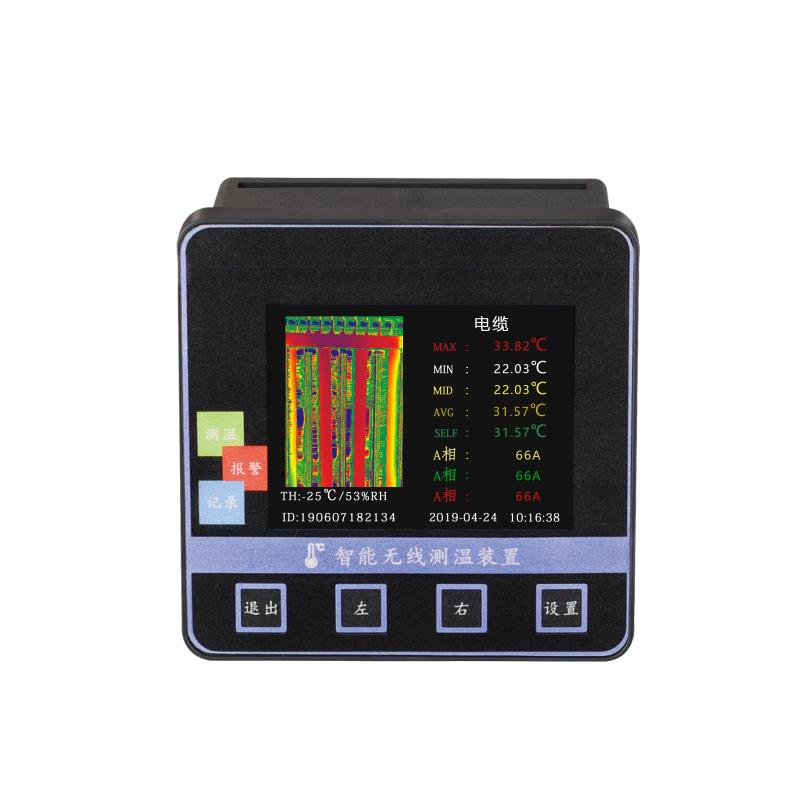 电缆
MAX : 33.82℃
MIN : 22.03℃
MID : 22.03℃
AVG : 31.57℃
SELF : 31.57℃
A相 : 66A
A相 : 66A
A相 : 66A
TH:-25℃/53%RH
ID:190607182134 2019-04-24 10:16:38
测温
报警
记录
℃ 智能无线测温装置
退出 左 右 设置